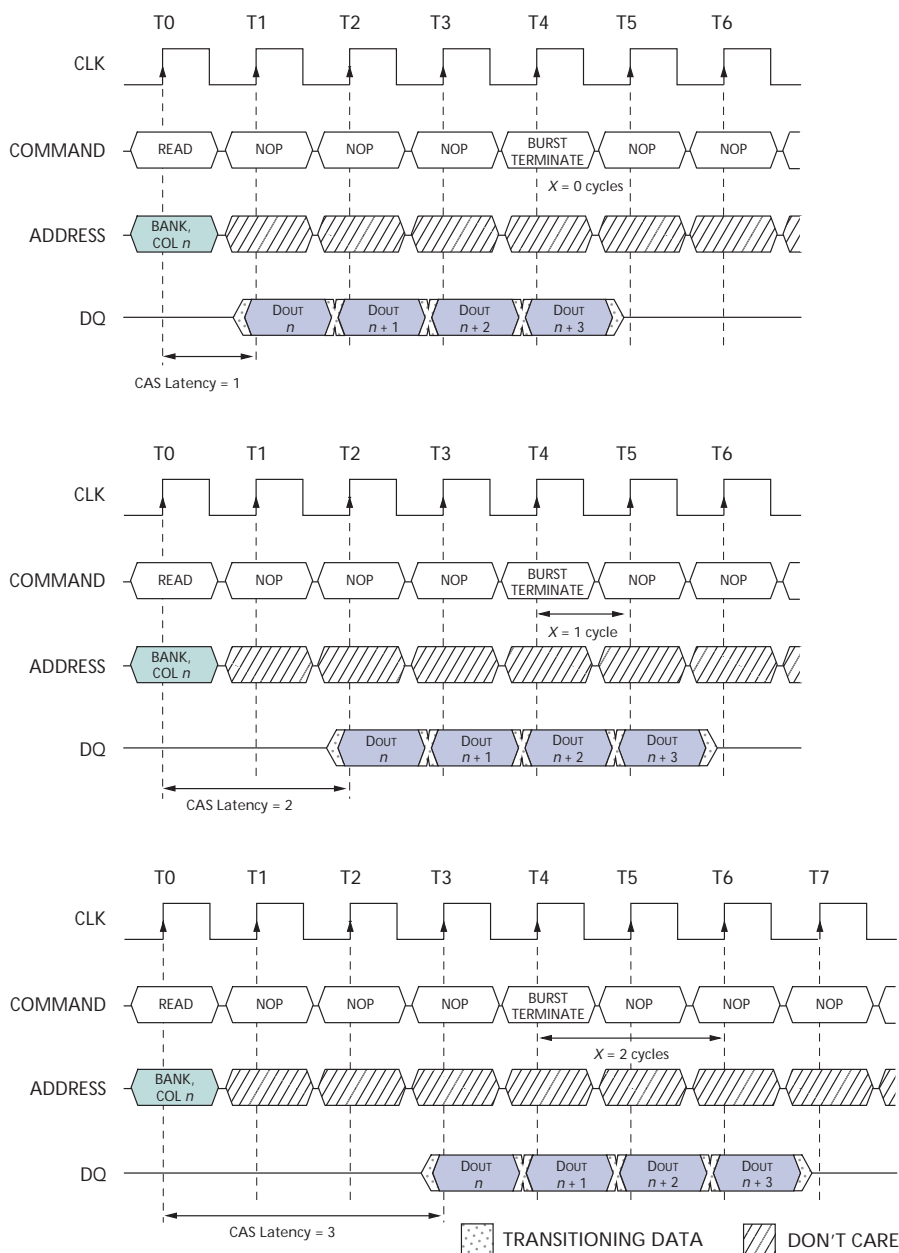 T0 T1 T2 T3 T4 T5 T6
CLK
COMMAND READ NOP NOP NOP BURST TERMINATE NOP NOP
X = 0 cycles
ADDRESS BANK, COL n
DQ DOUT n DOUT n + 1 DOUT n + 2 DOUT n + 3
CAS Latency = 1
T0 T1 T2 T3 T4 T5 T6
CLK
COMMAND READ NOP NOP NOP BURST TERMINATE NOP NOP
X = 1 cycle
ADDRESS BANK, COL n
DQ DOUT n DOUT n + 1 DOUT n + 2 DOUT n + 3
CAS Latency = 2
T0 T1 T2 T3 T4 T5 T6 T7
CLK
COMMAND READ NOP NOP NOP BURST TERMINATE NOP NOP NOP
X = 2 cycles
ADDRESS BANK, COL n
DQ DOUT n DOUT n + 1 DOUT n + 2 DOUT n + 3
CAS Latency = 3
TRANSITIONING DATA DON'T CARE